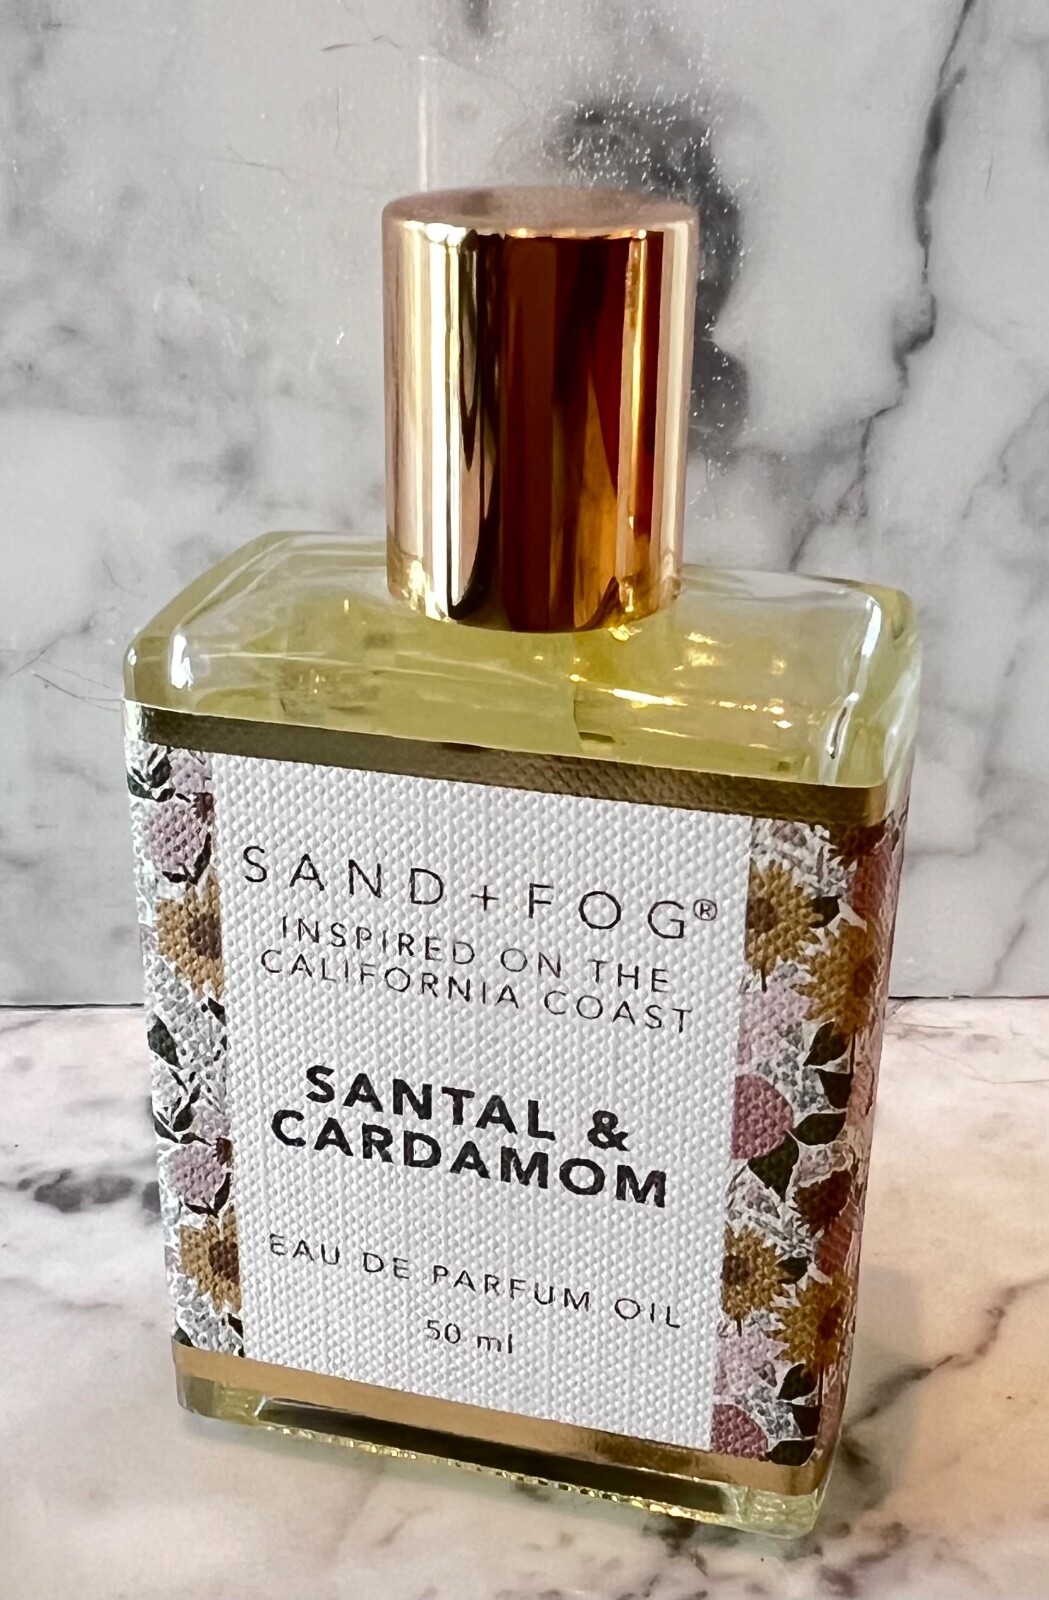 SAND + FOG®
INSPIRED ON THE
CALIFORNIA COAST
SANTAL &
CARDAMOM
EAU DE PARFUM OIL
50 ml